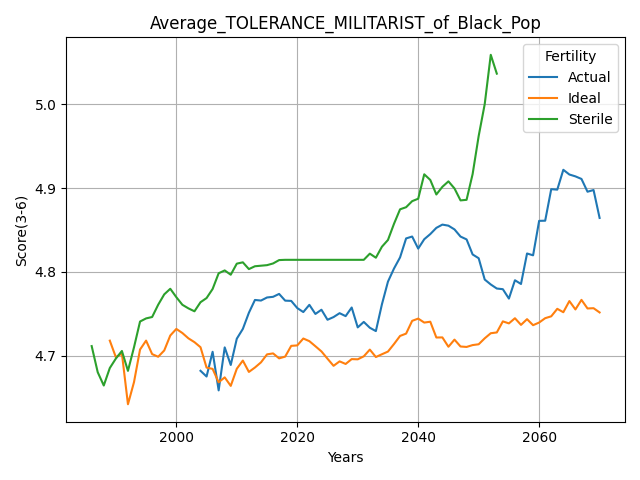 Average_TOLERANCE_MILITARIST_of_Black_Pop
Fertility
Actual
Ideal
Sterile
5.0
4.9
4.8
4.7
Score(3-6)
2000
2020
2040
2060
Years